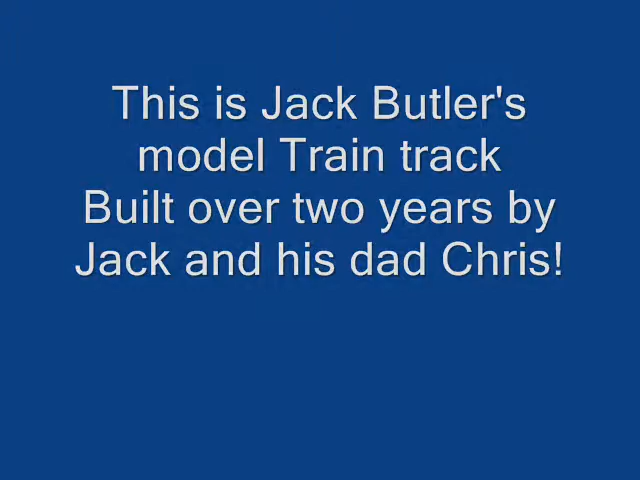 This is Jack Butler's
model Train track
Built over two years by
Jack and his dad Chris!